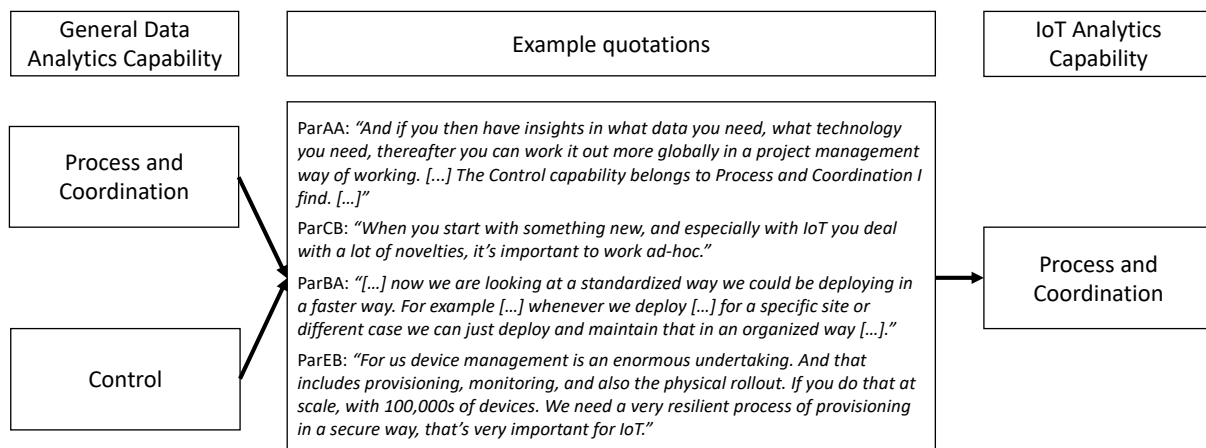 General Data
Analytics Capability
Example quotations
IoT Analytics
Capability
Process and
Coordination
Control
ParAA: “And if you then have insights in what data you need, what technology
you need, thereafter you can work it out more globally in a project management
way of working. [...] The Control capability belongs to Process and Coordination I
find. […]”
ParCB: “When you start with something new, and especially with IoT you deal
with a lot of novelties, it’s important to work ad-hoc.”
ParBA: “[…] now we are looking at a standardized way we could be deploying in
a faster way. For example […] whenever we deploy […] for a specific site or
different case we can just deploy and maintain that in an organized way […].”
ParEB: “For us device management is an enormous undertaking. And that
includes provisioning, monitoring, and also the physical rollout. If you do that at
scale, with 100,000s of devices. We need a very resilient process of provisioning
in a secure way, that’s very important for IoT.”
Process and
Coordination